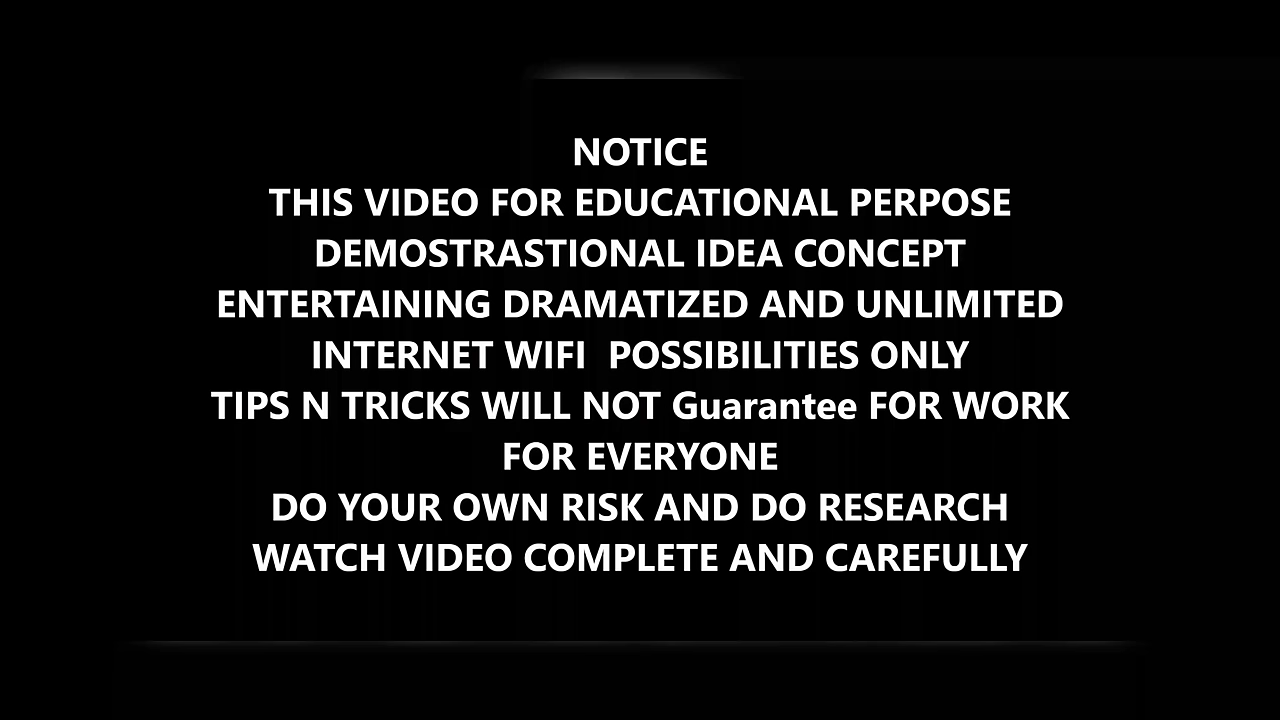 NOTICE
THIS VIDEO FOR EDUCATIONAL PERPOSE
DEMOSTRASTIONAL IDEA CONCEPT
ENTERTAINING DRAMATIZED AND UNLIMITED
INTERNET WIFI  POSSIBILITIES ONLY
TIPS N TRICKS WILL NOT Guarantee FOR WORK
FOR EVERYONE
DO YOUR OWN RISK AND DO RESEARCH
WATCH VIDEO COMPLETE AND CAREFULLY